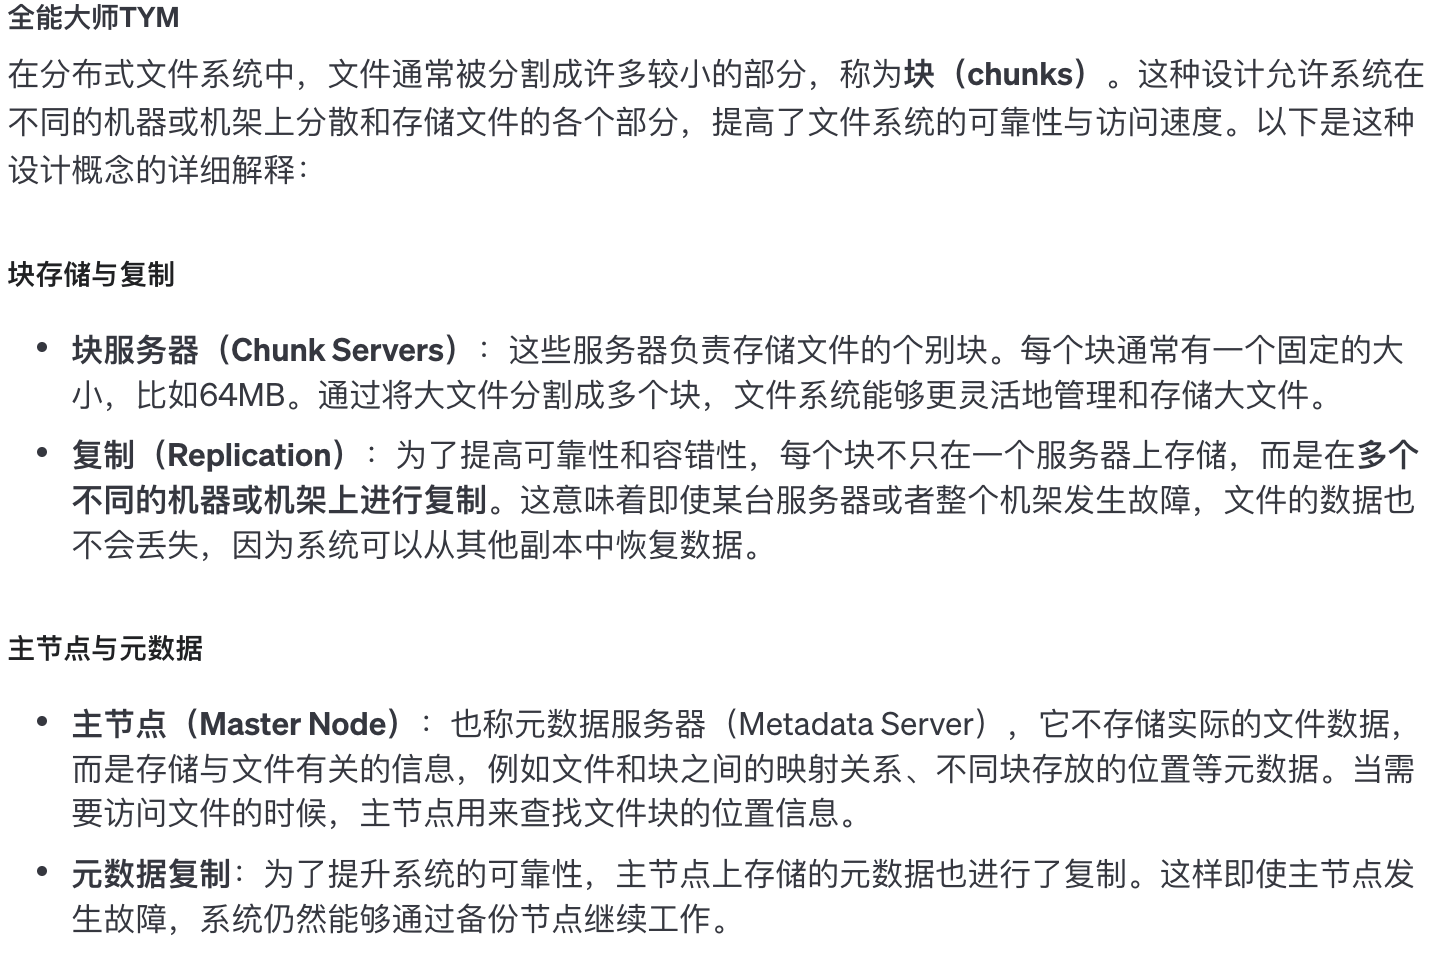 全能大师TYM
在分布式文件系统中，文件通常被分割成许多较小的部分，称为块（chunks）。这种设计允许系统在
不同的机器或机架上分散和存储文件的各个部分，提高了文件系统的可靠性与访问速度。以下是这种
设计概念的详细解释：
块存储与复制
• 块服务器（Chunk Servers）：这些服务器负责存储文件的个别块。每个块通常有一个固定的大
小，比如64MB。通过将大文件分割成多个块，文件系统能够更灵活地管理和存储大文件。
• 复制（Replication）：为了提高可靠性和容错性，每个块不只在一个服务器上存储，而是在多个
不同的机器或机架上进行复制。这意味着即使某台服务器或者整个机架发生故障，文件的数据也
不会丢失，因为系统可以从其他副本中恢复数据。
主节点与元数据
• 主节点（Master Node）：也称元数据服务器（Metadata Server），它不存储实际的文件数据，
而是存储与文件有关的信息，例如文件和块之间的映射关系、不同块存放的位置等元数据。当需
要访问文件的时候，主节点用来查找文件块的位置信息。
• 元数据复制：为了提升系统的可靠性，主节点上存储的元数据也进行了复制。这样即使主节点发
生故障，系统仍然能够通过备份节点继续工作。